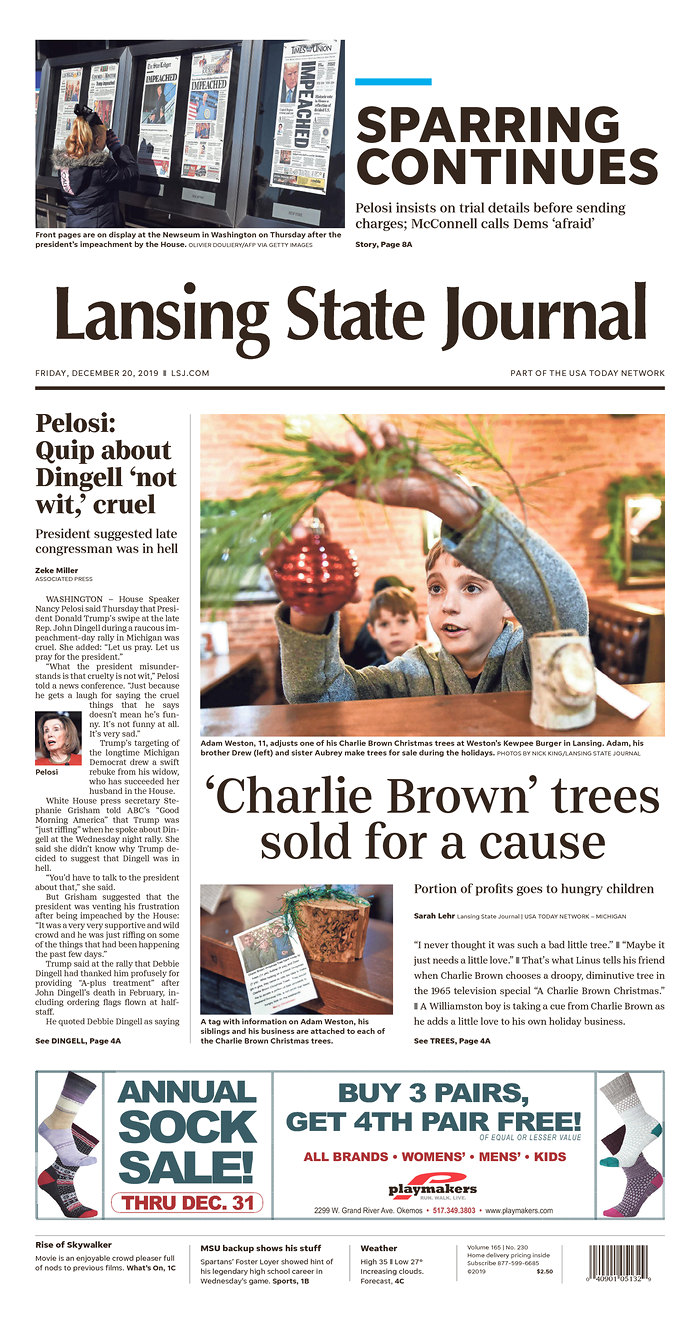 IMPEACHED
IMPEACHED
TIMES UNION
IMPEACHED
Front pages are on display at the Newseum in Washington on Thursday after the
president’s impeachment by the House. OLIVIER DOULIERY/AFP VIA GETTY IMAGES
SPARRING
CONTINUES
Pelosi insists on trial details before sending
charges; McConnell calls Dems ‘afraid’
Story, Page 8A
Lansing State Journal
FRIDAY, DECEMBER 20, 2019 ❚❚ LSJ.COM
PART OF THE USA TODAY NETWORK
Pelosi:
Quip about
Dingell ‘not
wit,’ cruel
President suggested late
congressman was in hell
Zeke Miller
ASSOCIATED PRESS
WASHINGTON – House Speaker
Nancy Pelosi said Thursday that Presi-
dent Donald Trump’s swipe at the late
Rep. John Dingell during a raucous im-
peachment-day rally in Michigan was
cruel. She added: “Let us pray. Let us
pray for the president.”
“What the president misunder-
stands is that cruelty is not wit,” Pelosi
told a news conference. “Just because
he gets a laugh for saying the cruel
things that he says
doesn’t mean he’s fun-
ny. It’s not funny at all.
It’s very sad.”
Trump’s targeting of
the longtime Michigan
Democrat drew a swift
rebuke from his widow,
who has succeeded her
husband in the House.
Pelosi
White House press secretary Ste-
phanie Grisham told ABC’s “Good
Morning America” that Trump was
“just riffing” when he spoke about Din-
gell at the Wednesday night rally. She
said she didn’t know why Trump de-
cided to suggest that Dingell was in
hell.
“You’d have to talk to the president
about that,” she said.
But Grisham suggested that the
president was venting his frustration
after being impeached by the House:
“It was a very very supportive and wild
crowd and he was just riffing on some
of the things that had been happening
the past few days.”
Trump said at the rally that Debbie
Dingell had thanked him profusely for
providing “A-plus treatment” after
John Dingell’s death in February, in-
cluding ordering flags flown at half-
staff.
He quoted Debbie Dingell as saying
See DINGELL, Page 4A
Adam Weston, 11, adjusts one of his Charlie Brown Christmas trees at Weston’s Kewpee Burger in Lansing. Adam, his
brother Drew (left) and sister Aubrey make trees for sale during the holidays. PHOTOS BY NICK KING/LANSING STATE JOURNAL
‘Charlie Brown’ trees
sold for a cause
A tag with information on Adam Weston, his
siblings and his business are attached to each of
the Charlie Brown Christmas trees.
Portion of profits goes to hungry children
Sarah Lehr Lansing State Journal | USA TODAY NETWORK – MICHIGAN
“I never thought it was such a bad little tree.” ❚❚ “Maybe it
just needs a little love.” ❚❚ That’s what Linus tells his friend
when Charlie Brown chooses a droopy, diminutive tree in
the 1965 television special “A Charlie Brown Christmas.”
❚❚ A Williamston boy is taking a cue from Charlie Brown as
he adds a little love to his own holiday business.
See TREES, Page 4A
ANNUAL
SOCK
SALE!
THRU DEC. 31
BUY 3 PAIRS,
GET 4TH PAIR FREE!
OF EQUAL OR LESSER VALUE
ALL BRANDS • WOMENS’ • MENS’ • KIDS
playmakers
RUN. WALK. LIVE.
2299 W. Grand River Ave. Okemos • 517.349.3803 • www.playmakers.com
Rise of Skywalker
Movie is an enjoyable crowd pleaser full
of nods to previous films. What’s On, 1C
MSU backup shows his stuff
Spartans’ Foster Loyer showed hint of
his legendary high school career in
Wednesday’s game. Sports, 1B
Weather
High 35 ❚❚ Low 27°
Increasing clouds.
Forecast, 4C
Volume 165 | No. 230
Home delivery pricing inside
Subscribe 877-599-6685
©2019 $2.50
0 40901 05132 9